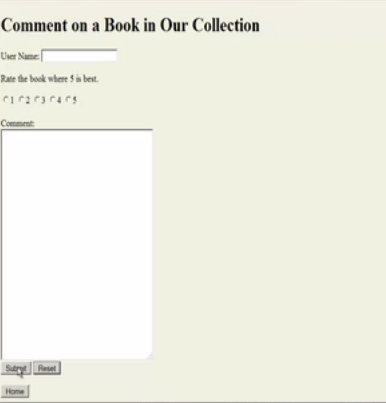 Comment on a Book in Our Collection
User Name:
Rate the book where 5 is best.
1 2 3 4 5
Comment:
Submit Reset
Home